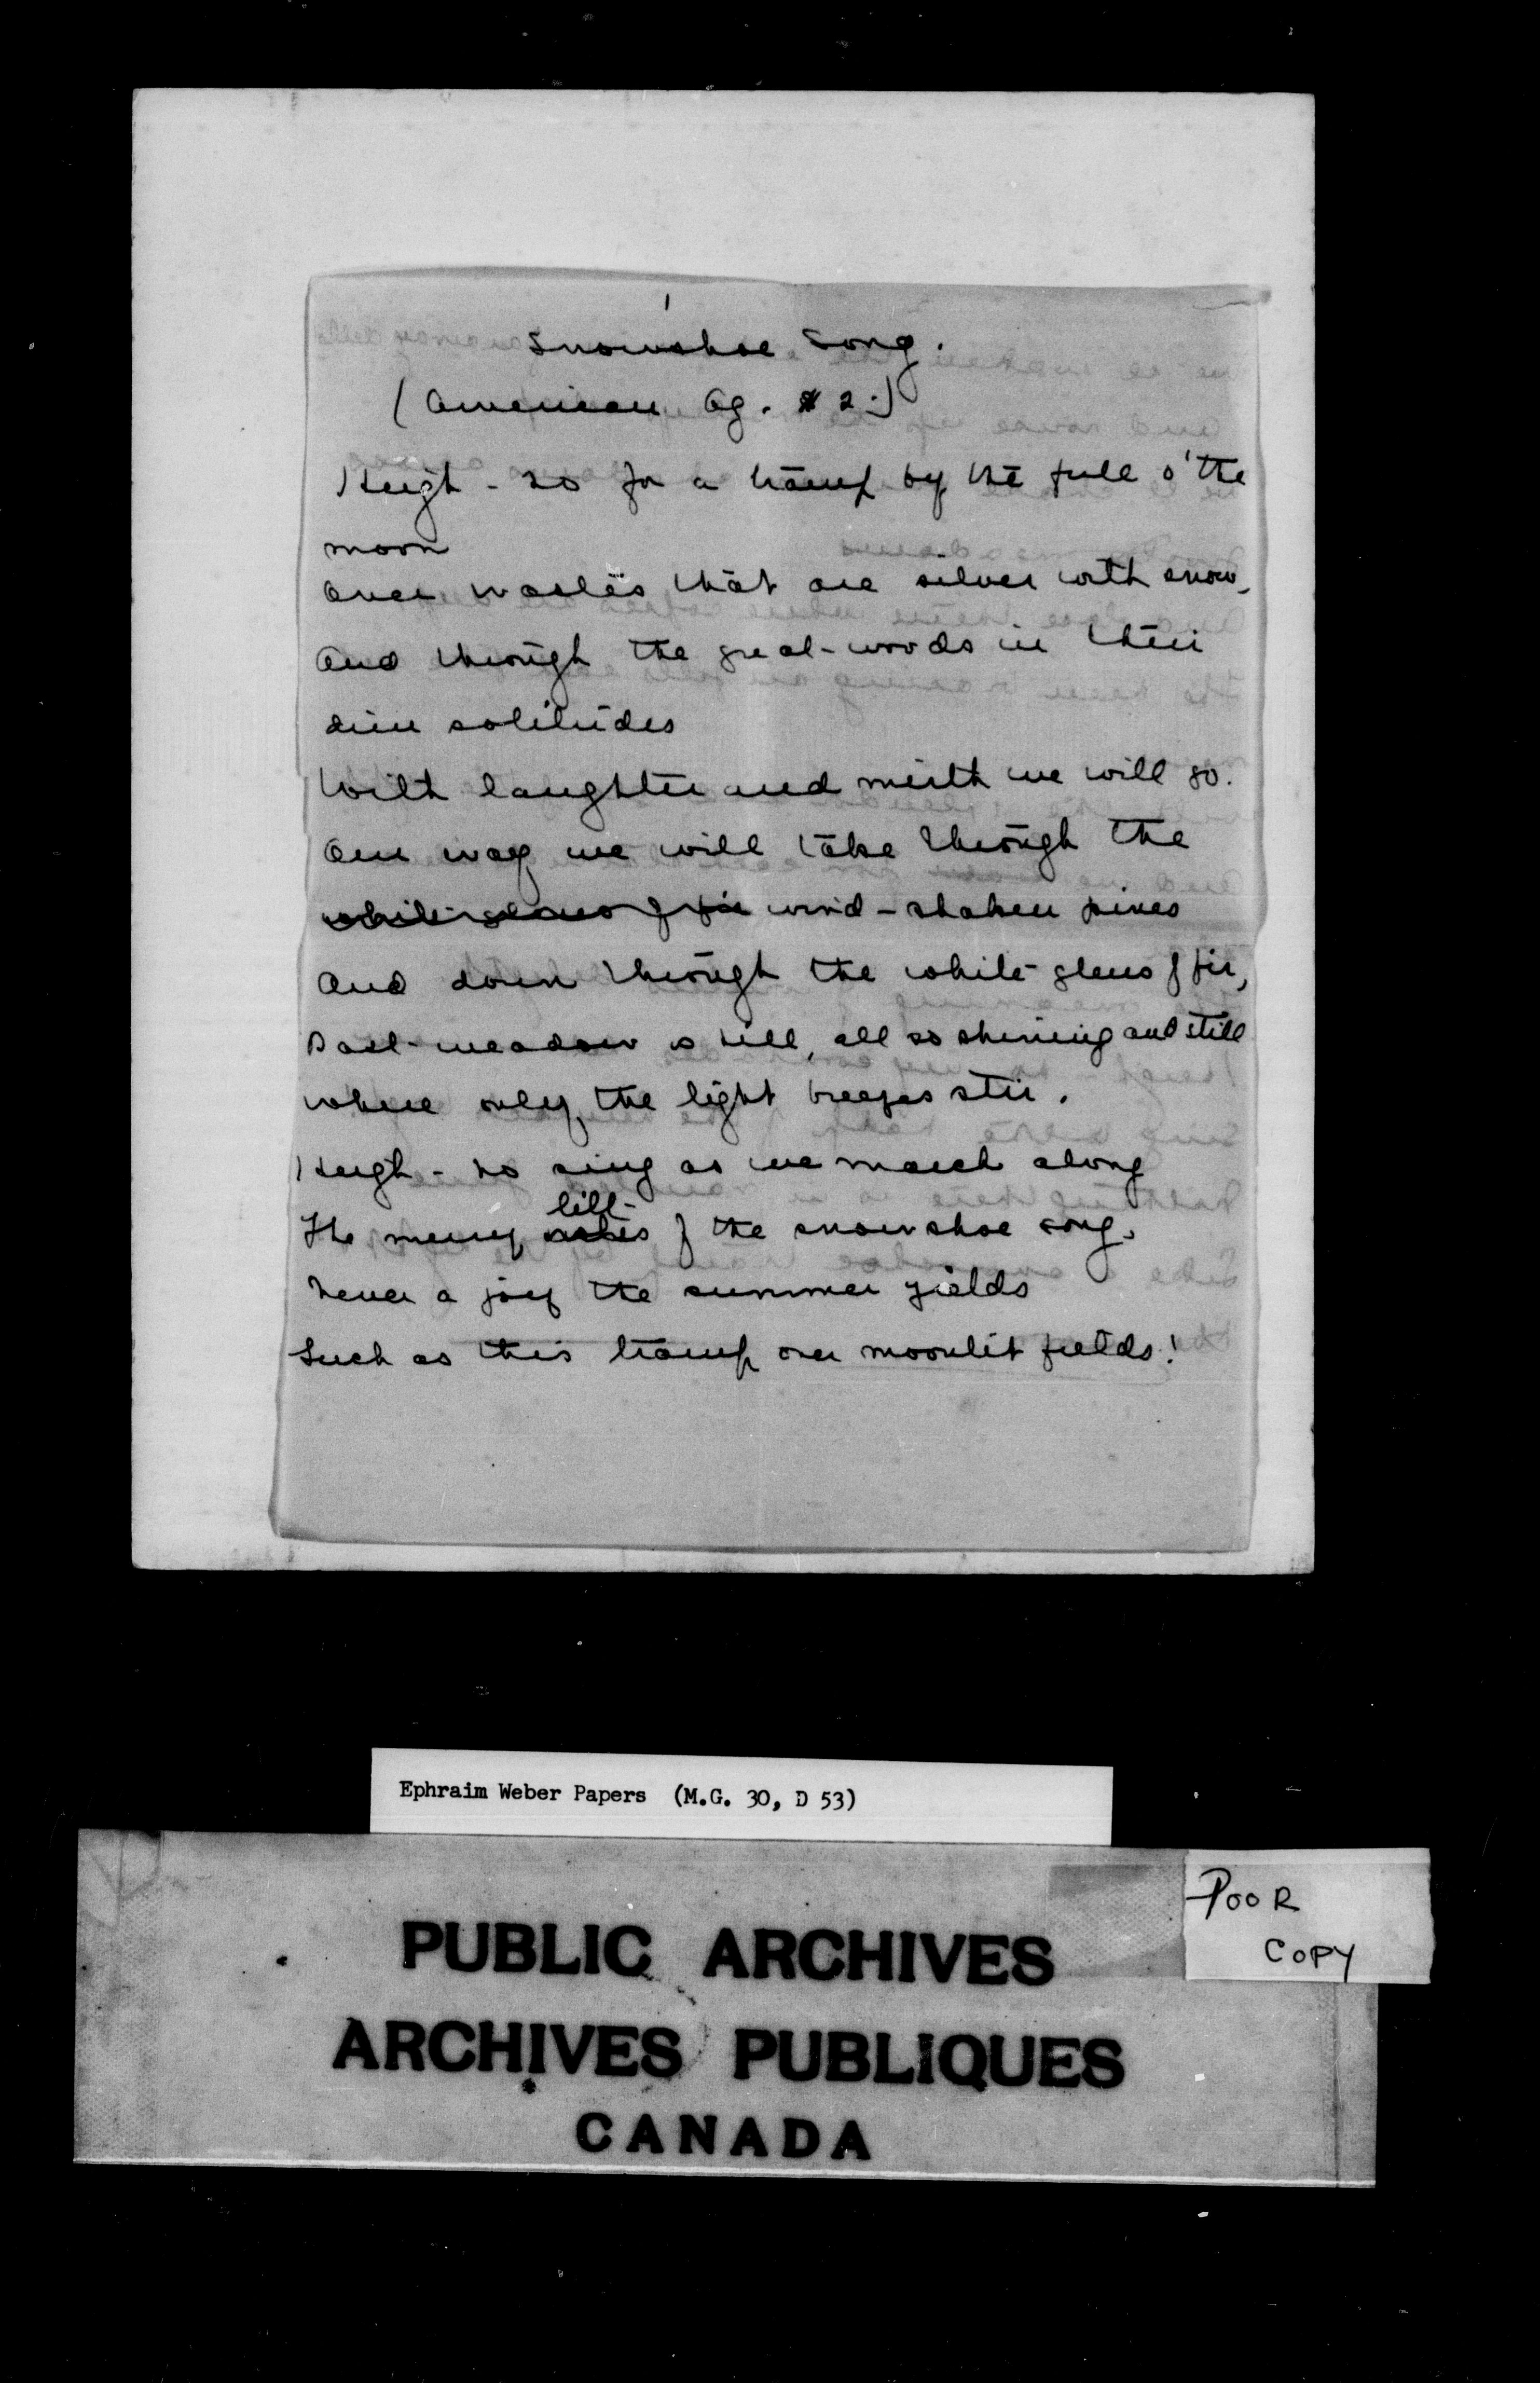 1
Snowshoe Song.
(American Ag. $2.)
Heigh-ho for a tramp by the full o' the
moon
Over wastes that are silver with snow,
And through the great woods in their
dim solitudes
With laughter and mirth we will go.
Our way we will take through the
white glens of fir wind-shaken pines
And down through the white glens of fir,
Past meadow & hill, all so shining and still
where only the light breezes stir.
Heigh-ho sing as we march along
lilt
The merry of the snowshoe song,
Never a joy the summer yields
Such as this tramp over moonlit fields!
Ephraim Weber Papers (M.G. 30, D 53)
POOR
COPY
PUBLIC ARCHIVES
ARCHIVES PUBLIQUES
CANADA